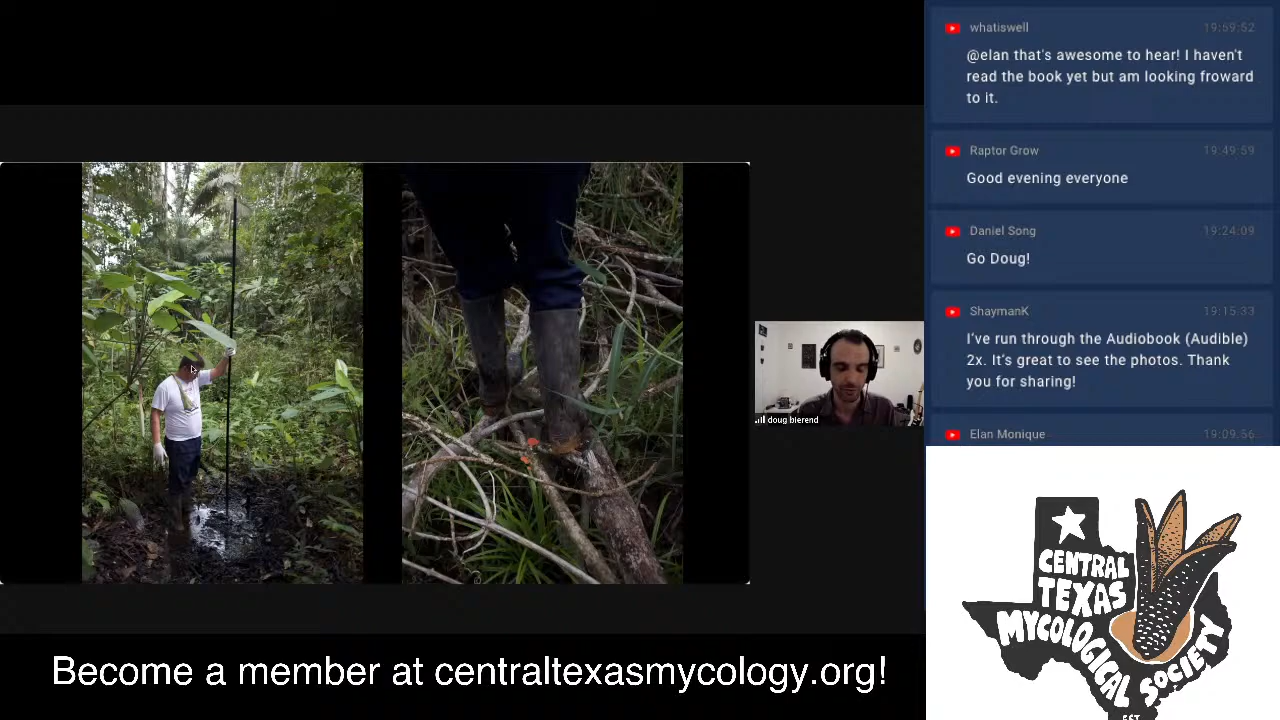 whatiswell 19:59:52
@elan that's awesome to hear! I haven't
read the book yet but am looking froward
to it.
Raptor Grow 19:49:59
Good evening everyone
Daniel Song 19:24:09
Go Doug!
ShaymanK 19:15:33
I've run through the Audiobook (Audible)
2x. It's great to see the photos. Thank
you for sharing!
Elan Monique 19:09:56
doug bierend
CENTRAL
TEXAS
MYCOLOGICAL
SOCIETY
EST
Become a member at centraltexasmycology.org!